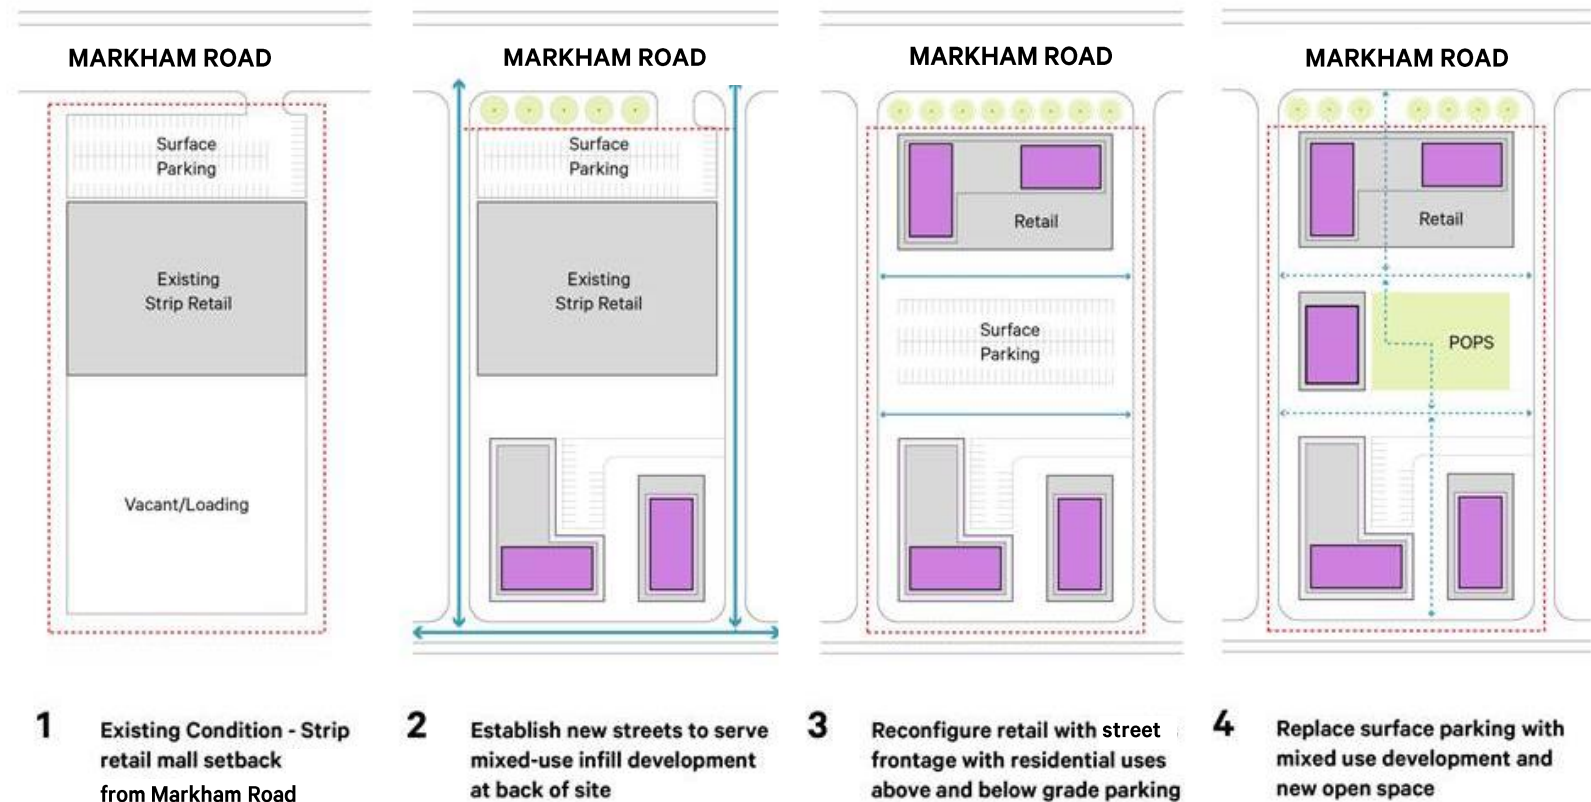 MARKHAM ROAD
Surface
Parking
Existing
Strip Retail
Vacant/Loading
1
Existing Condition - Strip
retail mall setback
from Markham Road
MARKHAM ROAD
Surface
Parking
Existing
Strip Retail
2
Establish new streets to serve
mixed-use infill development
at back of site
MARKHAM ROAD
Retail
Surface
Parking
3
Reconfigure retail with street
frontage with residential uses
above and below grade parking
MARKHAM ROAD
Retail
POPS
4
Replace surface parking with
mixed use development and
new open space